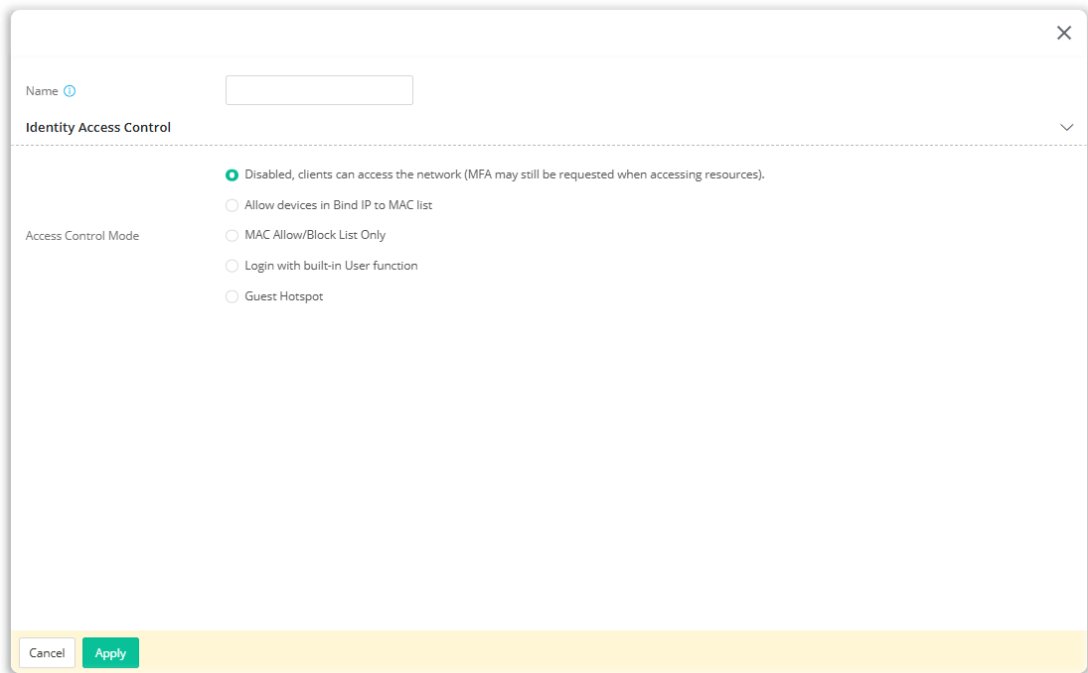 Name
Identity Access Control
Access Control Mode
Disabled, clients can access the network (MFA may still be requested when accessing resources).
Allow devices in Bind IP to MAC list
MAC Allow/Block List Only
Login with built-in User function
Guest Hotspot
Cancel
Apply